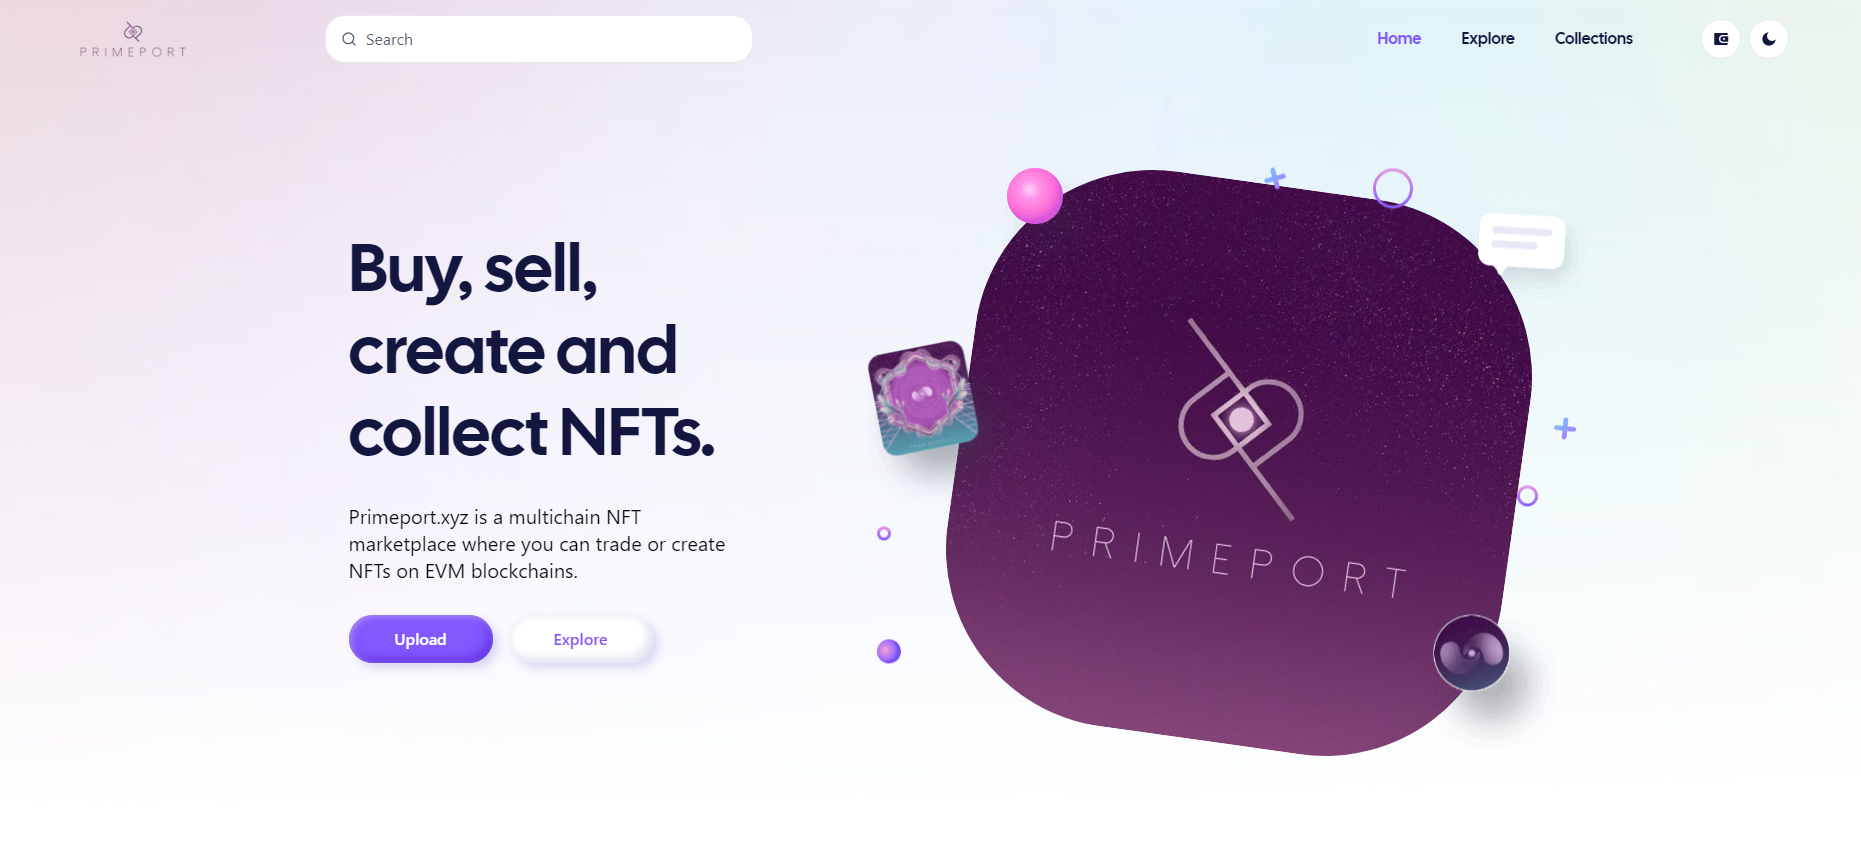 PRIMEPORT
Search
Home
Explore
Collections
Buy, sell,
create and
collect NFTs.
Primeport.xyz is a multichain NFT
marketplace where you can trade or create
NFTs on EVM blockchains.
Upload
Explore
PRIMEPORT